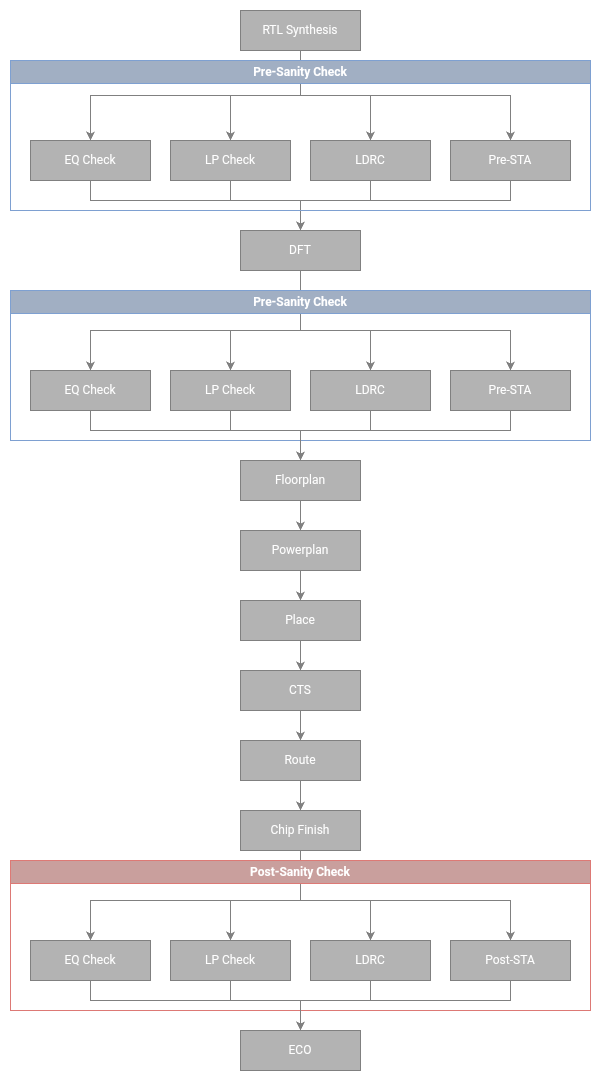 RTL Synthesis
Pre-Sanity Check
EQ Check
LP Check
LDRC
Pre-STA
DFT
Pre-Sanity Check
EQ Check
LP Check
LDRC
Pre-STA
Floorplan
Powerplan
Place
CTS
Route
Chip Finish
Post-Sanity Check
EQ Check
LP Check
LDRC
Post-STA
ECO